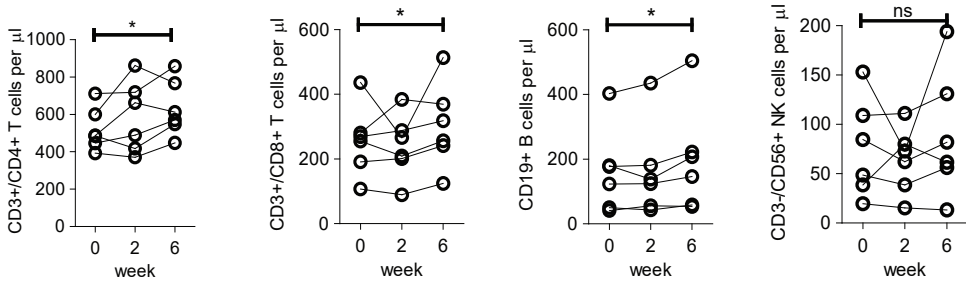 CD3+/CD4+ T cells per µl
*
1000
800
600
400
200
0
0 2 6
week
CD3+/CD8+ T cells per µl
*
600
400
200
0
0 2 6
week
CD19+ B cells per µl
*
600
400
200
0
0 2 6
week
CD3-/CD56+ NK cells per µl
ns
200
150
100
50
0
0 2 6
week